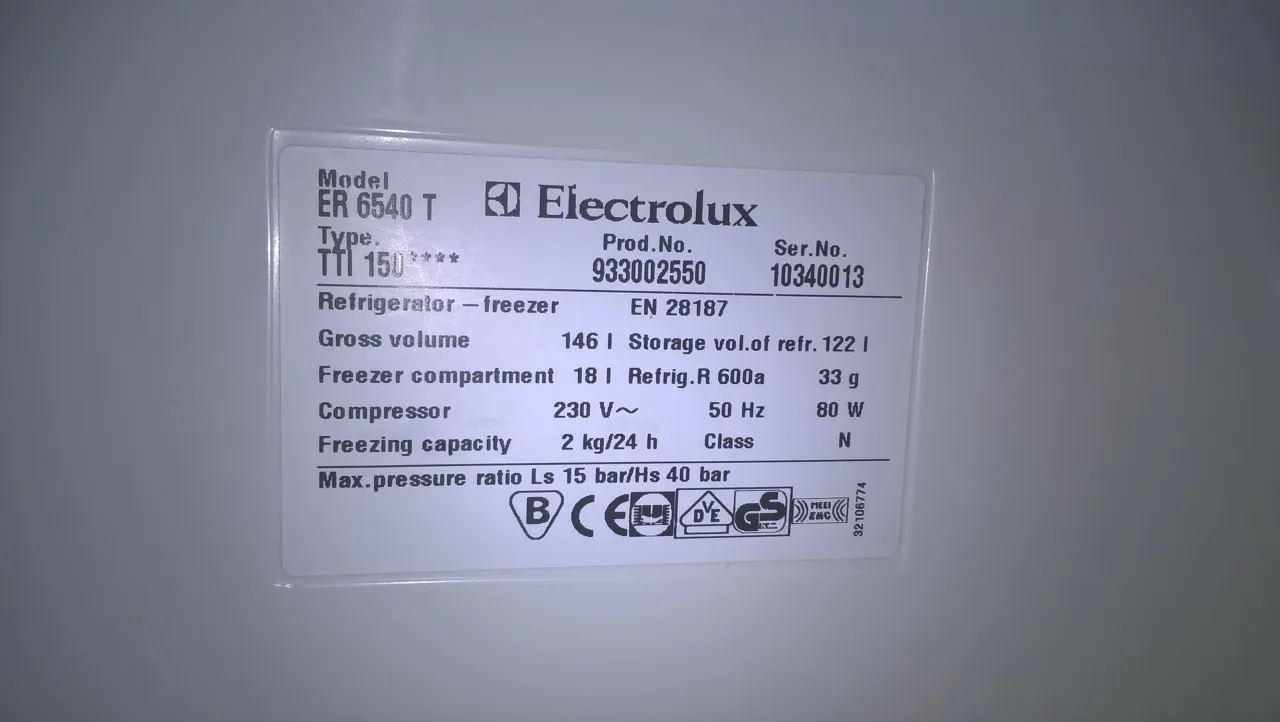 Model
ER 6540 T
Electrolux
Type.
TTI 150****
Prod.No.
933002550
Ser.No.
10340013
Refrigerator – freezer EN 28187
Gross volume 146 l Storage vol.of refr. 122 l
Freezer compartment 18 l Refrig.R 600a 33 g
Compressor 230 V~ 50 Hz 80 W
Freezing capacity 2 kg/24 h Class N
Max.pressure ratio Ls 15 bar/Hs 40 bar
B CE DVE GS EMC
32106774